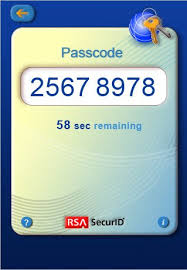 Passcode
2567 8978
58 sec remaining
?
RSA SecurID®
i